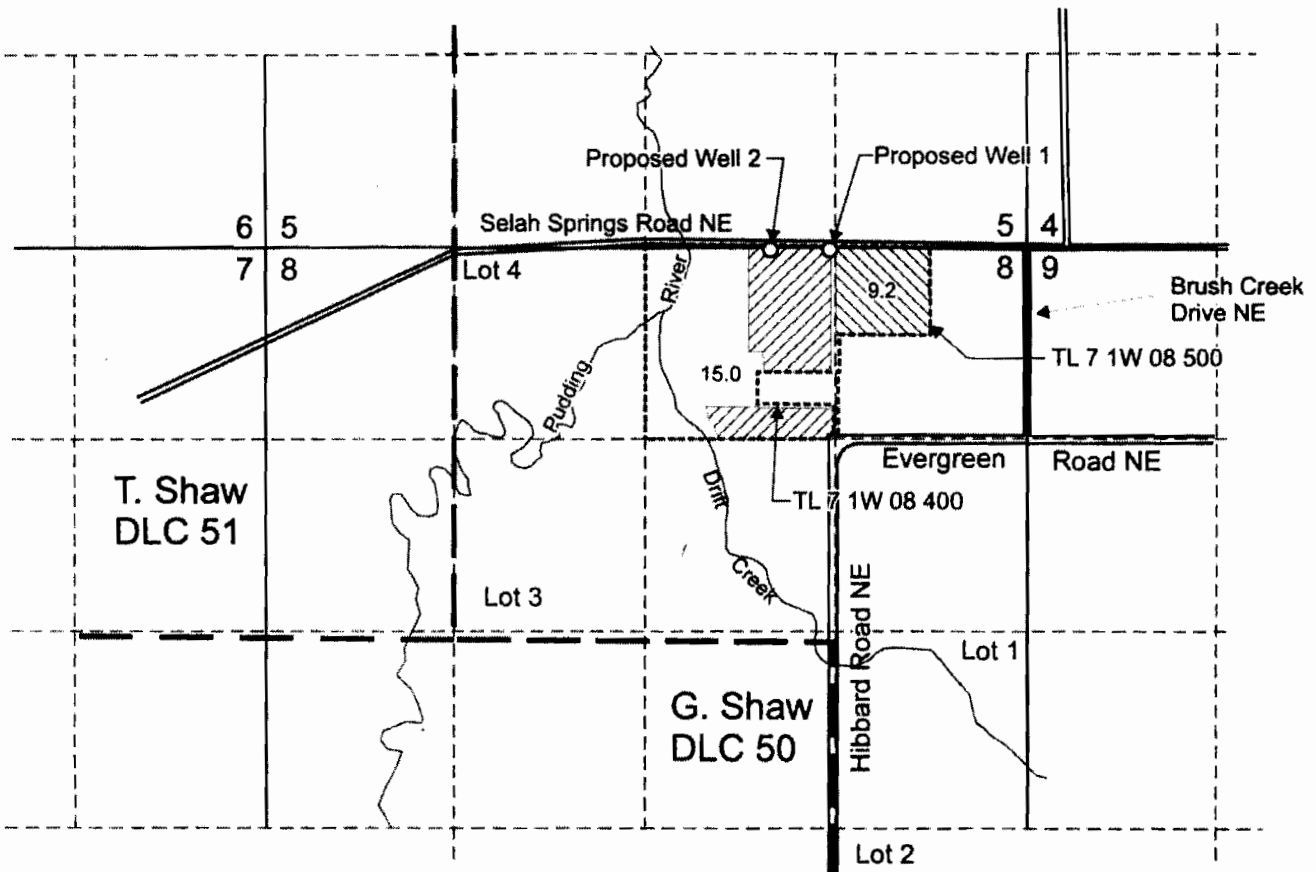 Proposed Well 2
Proposed Well 1
6 5
Selah Springs Road NE
5 4
7 8
Lot 4
8 9
River
9.2
Brush Creek
Drive NE
TL 7 1W 08 500
15.0
Pudding
Evergreen Road NE
T. Shaw
DLC 51
Drift
TL 7 1W 08 400
Creek
Lot 3
Hibbard Road NE
Lot 1
G. Shaw
DLC 50
Lot 2